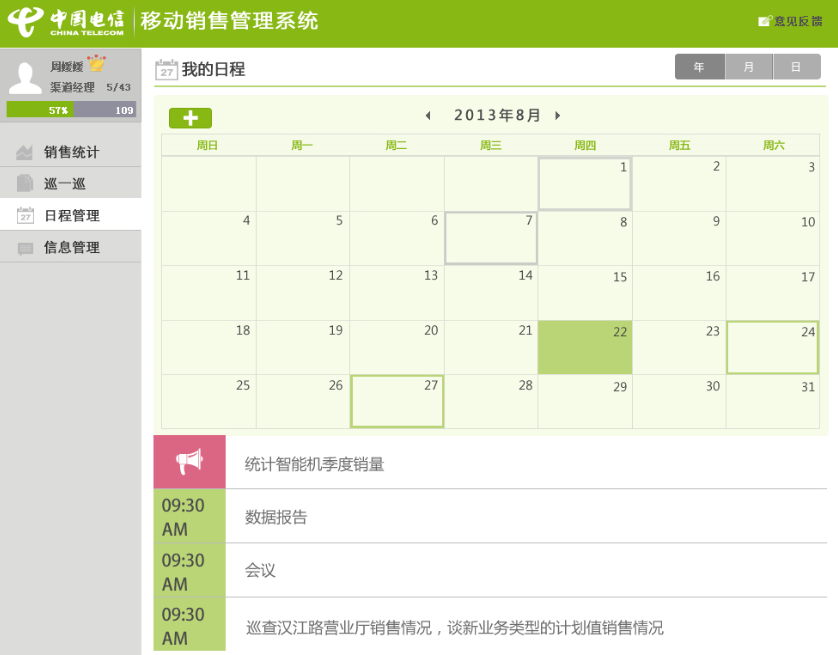 中国电信
CHINA TELECOM
移动销售管理系统
意见反馈
周媛媛
渠道经理 5/43
57% 109
销售统计
巡一巡
27 日程管理
信息管理
27 我的日程
年 月 日
2013年8月
周日 周一 周二 周三 周四 周五 周六
1 2 3
4 5 6 7 8 9 10
11 12 13 14 15 16 17
18 19 20 21 22 23 24
25 26 27 28 29 30 31
统计智能机季度销量
09:30 AM
数据报告
09:30 AM
会议
09:30 AM
巡查汉江路营业厅销售情况，谈新业务类型的计划值销售情况